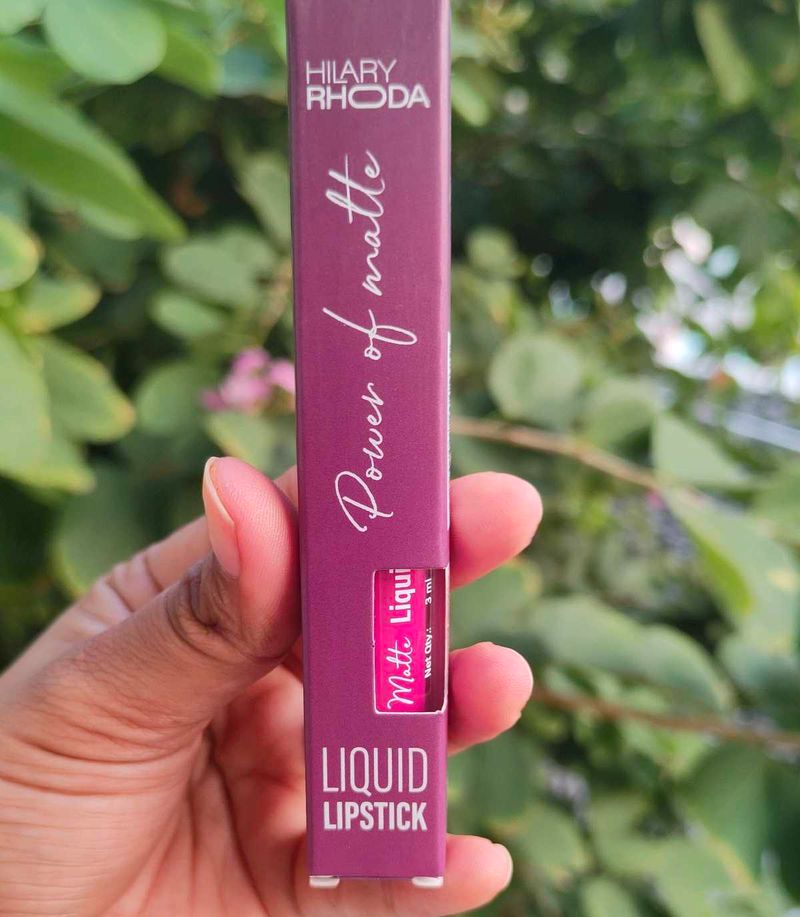 HILARY
RHODA
Power of matte
Matte Liqui
Net Qty.: 3 ml
LIQUID
LIPSTICK